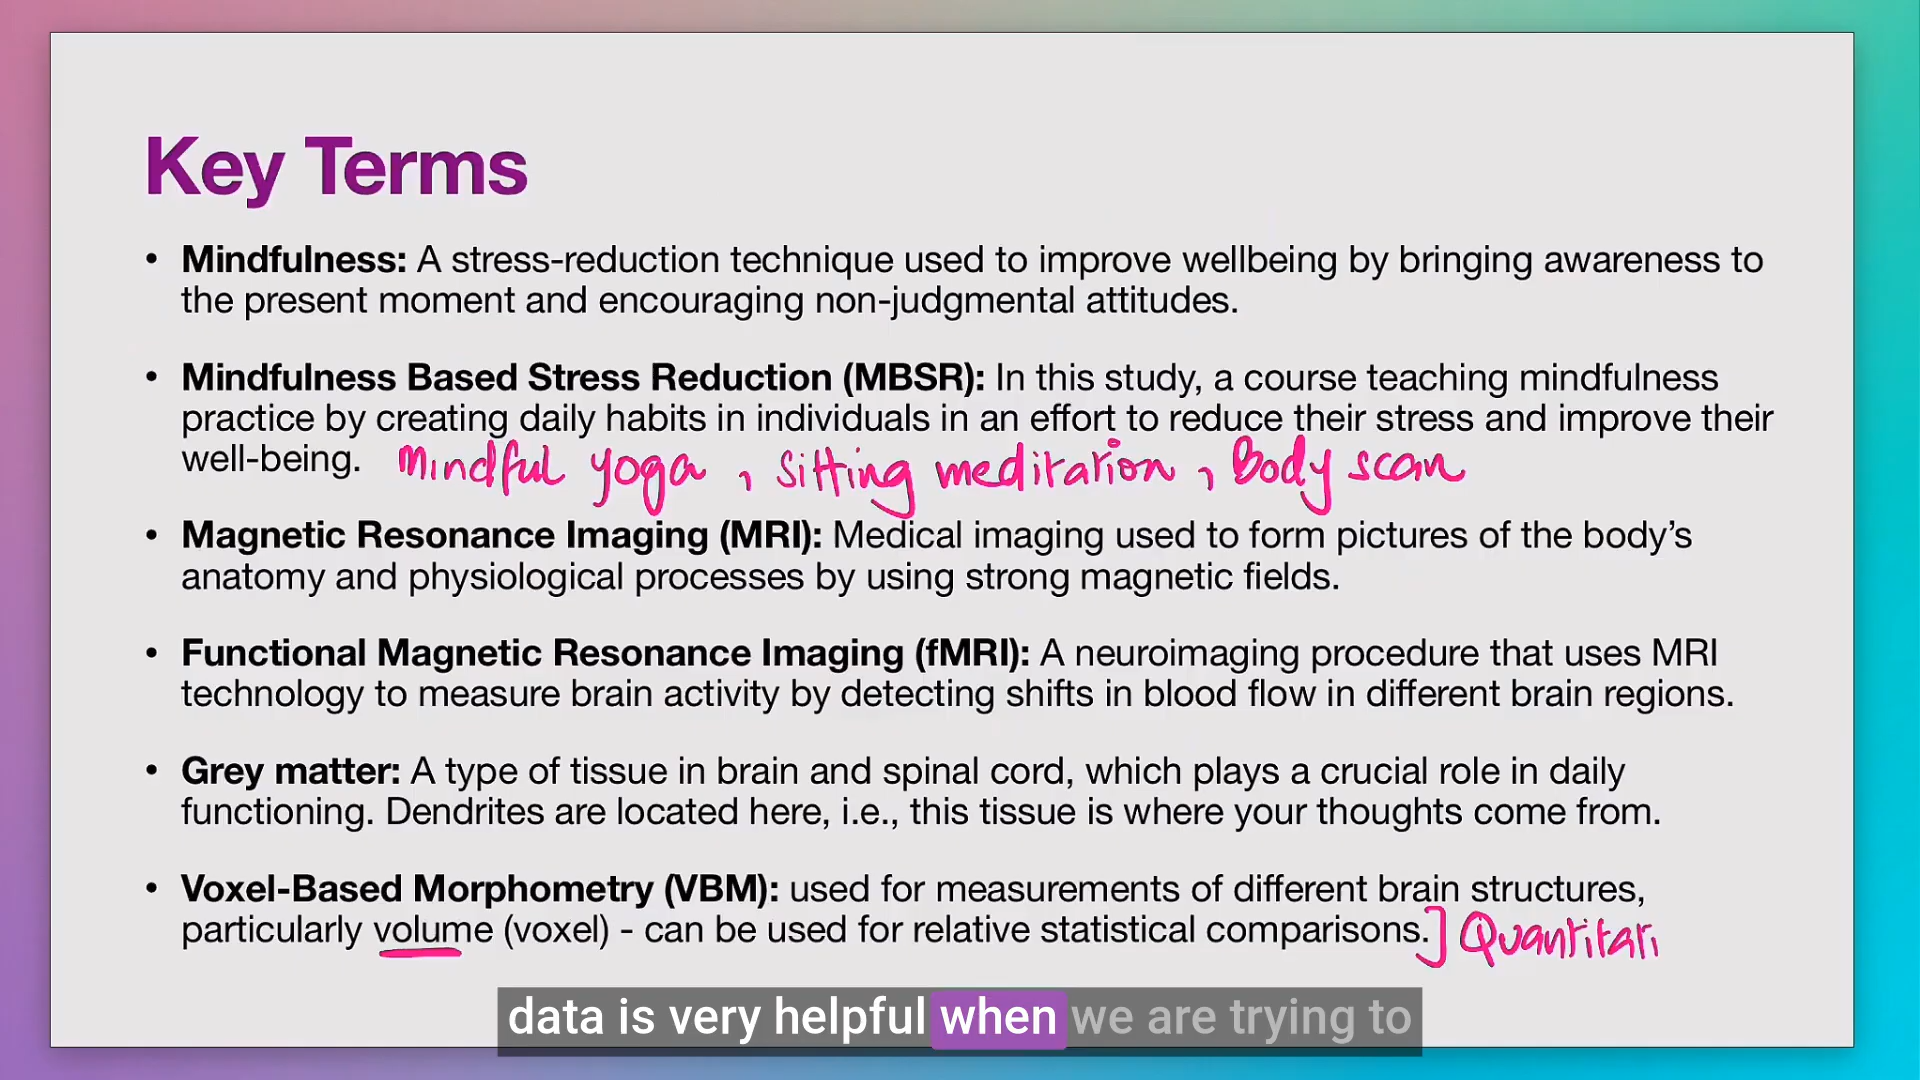 Key Terms
• Mindfulness: A stress-reduction technique used to improve wellbeing by bringing awareness to
the present moment and encouraging non-judgmental attitudes.
• Mindfulness Based Stress Reduction (MBSR): In this study, a course teaching mindfulness
practice by creating daily habits in individuals in an effort to reduce their stress and improve their
well-being. Mindful yoga, sitting meditation, Body scan
• Magnetic Resonance Imaging (MRI): Medical imaging used to form pictures of the body’s
anatomy and physiological processes by using strong magnetic fields.
• Functional Magnetic Resonance Imaging (fMRI): A neuroimaging procedure that uses MRI
technology to measure brain activity by detecting shifts in blood flow in different brain regions.
• Grey matter: A type of tissue in brain and spinal cord, which plays a crucial role in daily
functioning. Dendrites are located here, i.e., this tissue is where your thoughts come from.
• Voxel-Based Morphometry (VBM): used for measurements of different brain structures,
particularly volume (voxel) - can be used for relative statistical comparisons.] Quantitati
data is very helpful when we are trying to